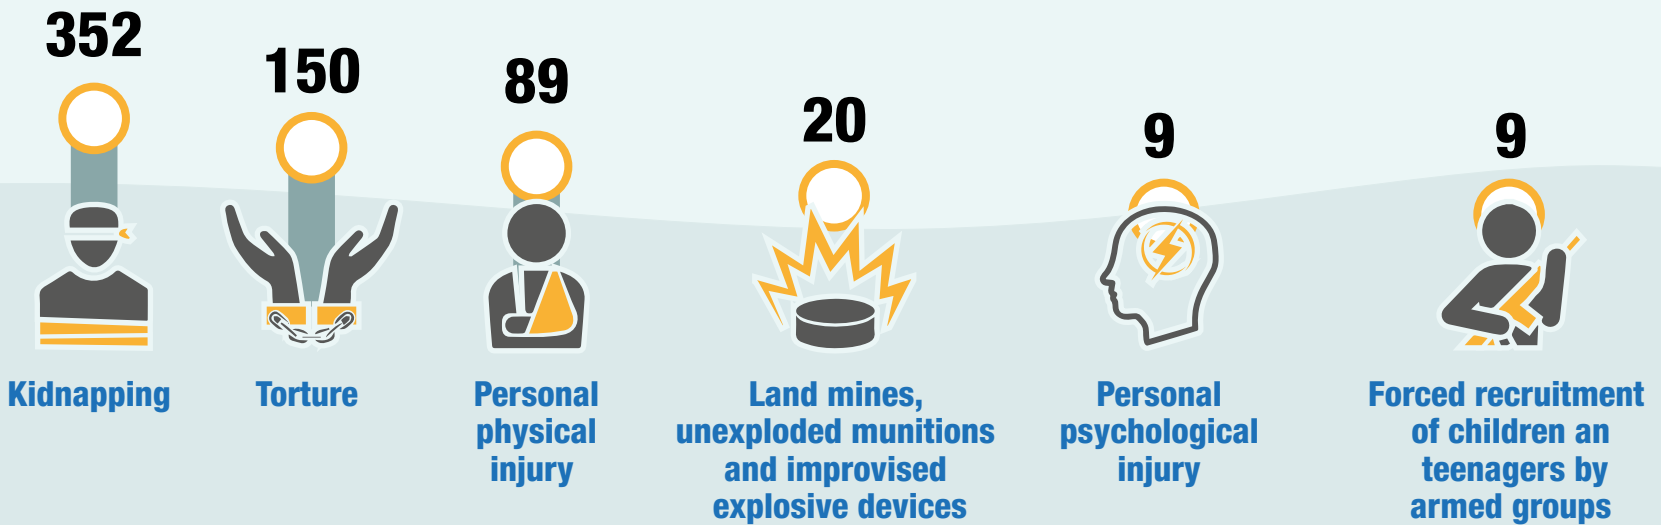 352
Kidnapping
150
Torture
89
Personal
physical
injury
20
Land mines,
unexploded munitions
and improvised
explosive devices
9
Personal
psychological
injury
9
Forced recruitment
of children an
teenagers by
armed groups